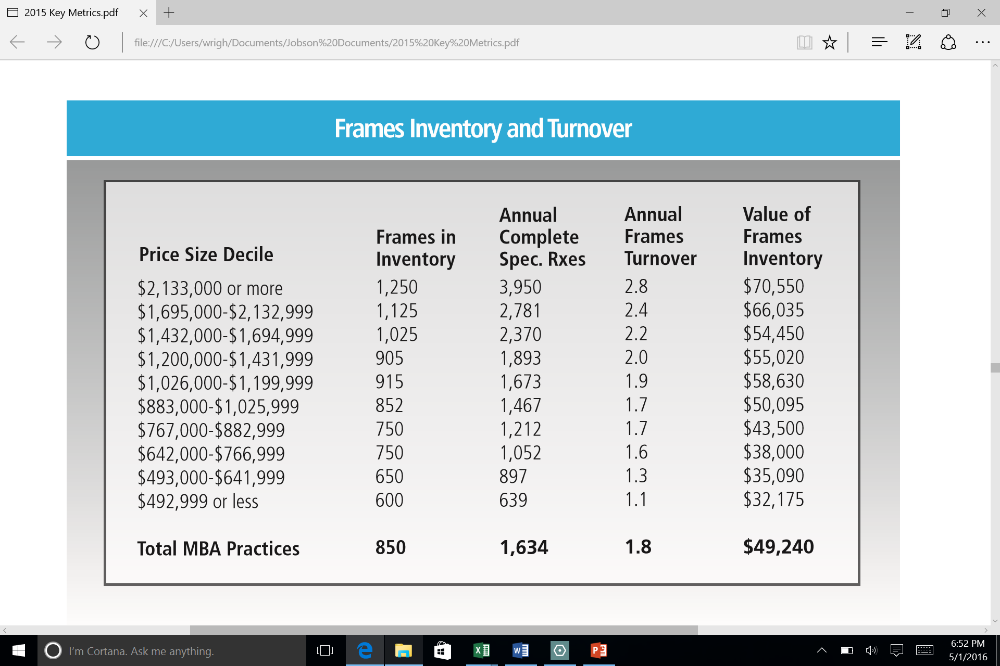 2015 Key Metrics.pdf
file:///C:/Users/wrigh/Documents/Jobson%20Documents/2015%20Key%20Metrics.pdf
Frames Inventory and Turnover
Price Size Decile Frames in Inventory Annual Complete Spec. Rxes Annual Frames Turnover Value of Frames Inventory
$2,133,000 or more 1,250 3,950 2.8 $70,550
$1,695,000-$2,132,999 1,125 2,781 2.4 $66,035
$1,432,000-$1,694,999 1,025 2,370 2.2 $54,450
$1,200,000-$1,431,999 905 1,893 2.0 $55,020
$1,026,000-$1,199,999 915 1,673 1.9 $58,630
$883,000-$1,025,999 852 1,467 1.7 $50,095
$767,000-$882,999 750 1,212 1.7 $43,500
$642,000-$766,999 750 1,052 1.6 $38,000
$493,000-$641,999 650 897 1.3 $35,090
$492,999 or less 600 639 1.1 $32,175
Total MBA Practices 850 1,634 1.8 $49,240
I'm Cortana. Ask me anything.
6:52 PM
5/1/2016